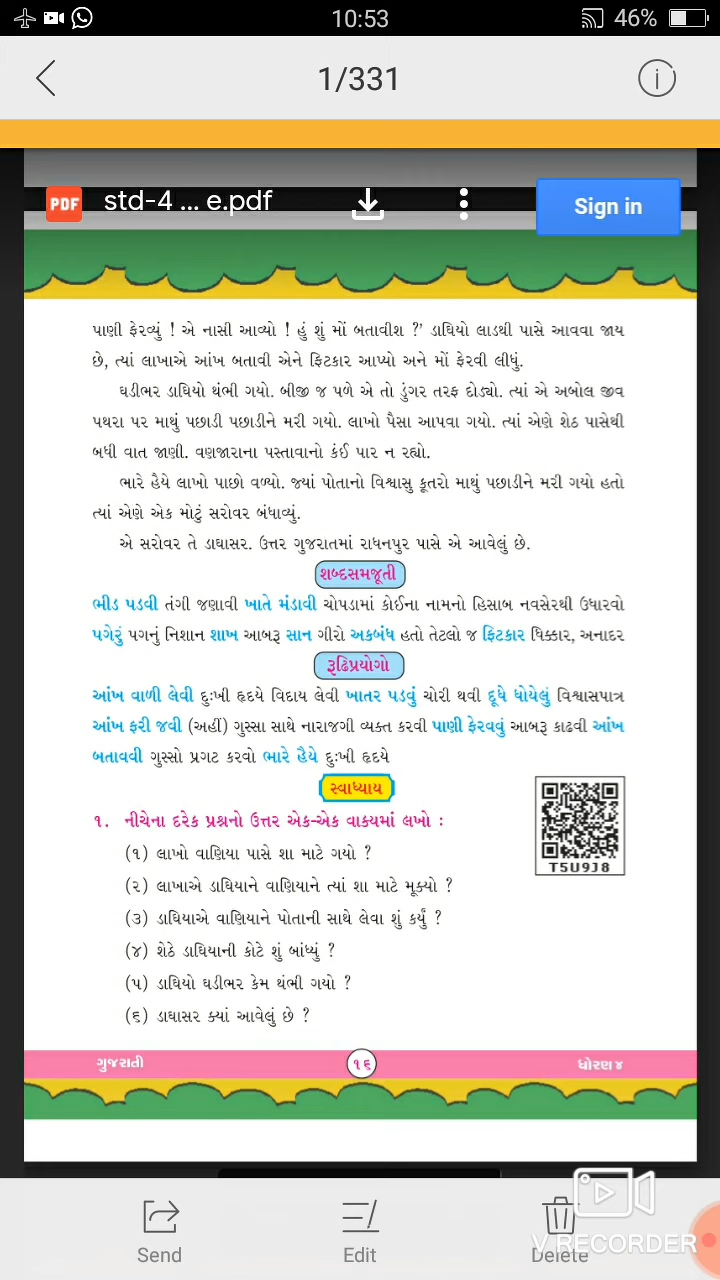 10:53
46%
1/331
PDF std-4 ... e.pdf
Sign in
પાણી ફેરવ્યું ! એ નાસી આવ્યો ! હું શું મોં બતાવીશ ?' ડાઘિયો લાડથી પાસે આવવા જાય
છે, ત્યાં લાખાએ આંખ બતાવી એને ફિટકાર આપ્યો અને મોં ફેરવી લીધું.
ઘડીભર ડાઘિયો થંભી ગયો. બીજી જ પળે એ તો ડુંગર તરફ દોડ્યો. ત્યાં એ અબોલ જીવ
પથરા પર માથું પછાડી પછાડીને મરી ગયો. લાખો પૈસા આપવા ગયો. ત્યાં એણે શેઠ પાસેથી
બધી વાત જાણી. વણજારાના પસ્તાવાનો કંઈ પાર ન રહ્યો.
ભારે હૈયે લાખો પાછો વળ્યો. જ્યાં પોતાનો વિશ્વાસુ કૂતરો માથું પછાડીને મરી ગયો હતો
ત્યાં એણે એક મોટું સરોવર બંધાવ્યું.
એ સરોવર તે ડાઘાસર. ઉત્તર ગુજરાતમાં રાધનપુર પાસે એ આવેલું છે.
શબ્દસમજૂતી
ભીડ પડવી તંગી જણાવી ખાતે મંડાવી ચોપડામાં કોઈના નામનો હિસાબ નવસેરથી ઉધારવો
પગેરું પગનું નિશાન શાખ આબરૂ સાન ગીરો અકબંધ હતો તેટલો જ ફિટકાર ધિક્કાર, અનાદર
રૂઢિપ્રયોગો
આંખ વાળી લેવી દુઃખી હૃદયે વિદાય લેવી ખાતર પડવું ચોરી થવી દૂધે ધોયેલું વિશ્વાસપાત્ર
આંખ ફરી જવી (અહીં) ગુસ્સા સાથે નારાજગી વ્યક્ત કરવી પાણી ફેરવવું આબરૂ કાઢવી આંખ
બતાવવી ગુસ્સો પ્રગટ કરવો ભારે હૈયે દુઃખી હૃદયે
સ્વાધ્યાય
૧. નીચેના દરેક પ્રશ્નનો ઉત્તર એક-એક વાક્યમાં લખો :
(૧) લાખો વાણિયા પાસે શા માટે ગયો ?
(૨) લાખાએ ડાઘિયાને વાણિયાને ત્યાં શા માટે મૂક્યો ?
(૩) ડાઘિયાએ વાણિયાને પોતાની સાથે લેવા શું કર્યું ?
(૪) શેઠે ડાઘિયાની કોટે શું બાંધ્યું ?
(૫) ડાઘિયો ઘડીભર કેમ થંભી ગયો ?
(૬) ડાઘાસર ક્યાં આવેલું છે ?
T5U9J8
ગુજરાતી
૧૬
ધોરણ ૪
Send
Edit
Delete
V RECORDER